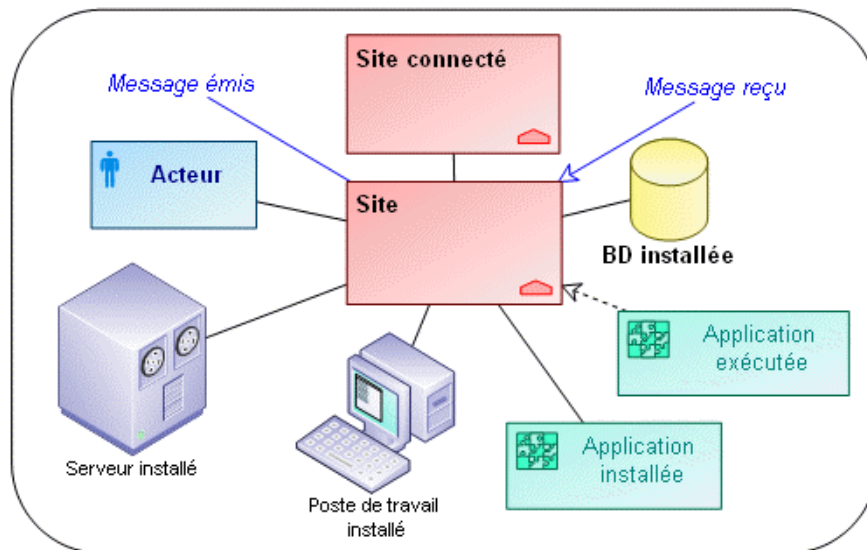 Site connecté
Message émis
Message reçu
Acteur
Site
BD installée
Application
exécutée
Serveur installé
Application
installée
Poste de travail
installé